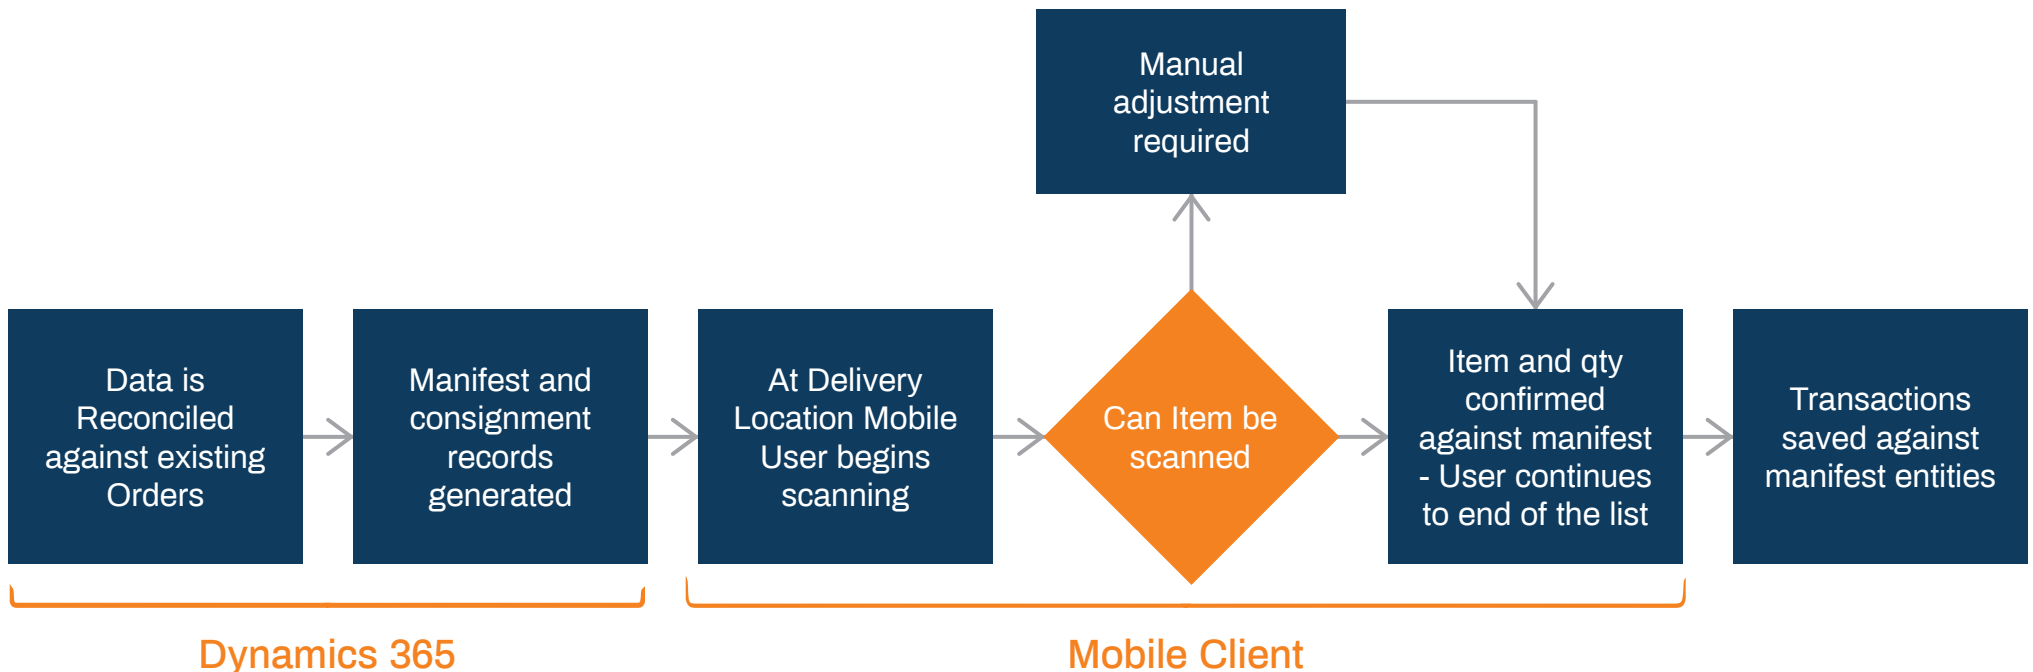 Manual
adjustment
required
Data is
Reconciled
against existing
Orders
Manifest and
consignment
records
generated
At Delivery
Location Mobile
User begins
scanning
Can Item be
scanned
Item and qty
confirmed
against manifest
- User continues
to end of the list
Transactions
saved against
manifest entities
Dynamics 365
Mobile Client